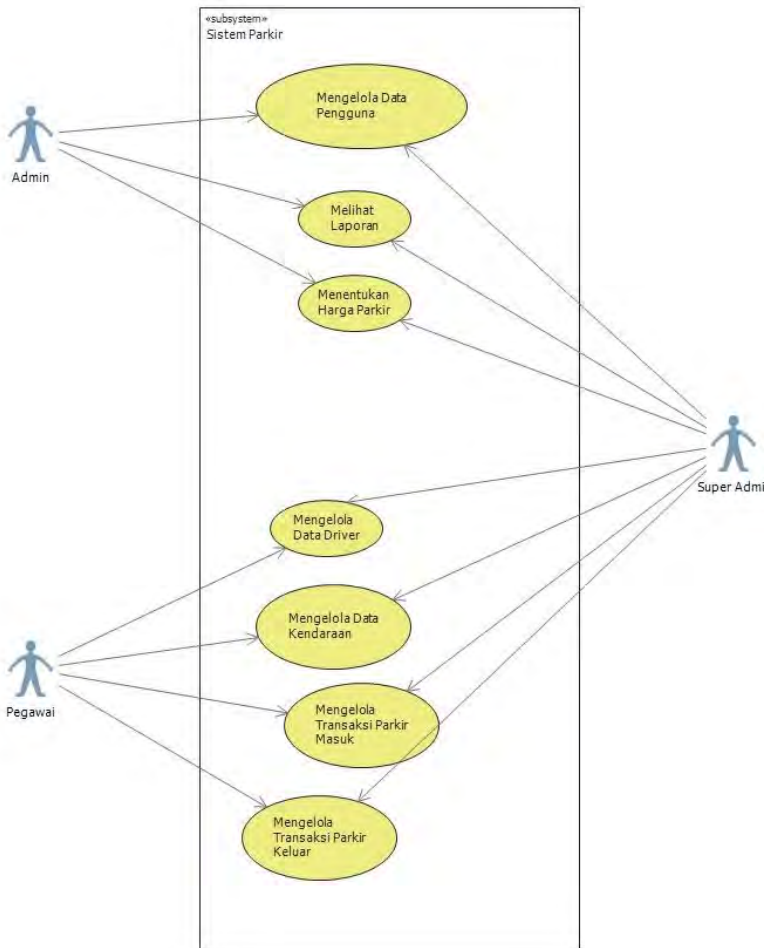 «subsystem»
Sistem Parkir
Mengelola Data
Pengguna
Admin
Melihat
Laporan
Menentukan
Harga Parkir
Super Admi
Mengelola
Data Driver
Mengelola Data
Kendaraan
Pegawai
Mengelola
Transaksi Parkir
Masuk
Mengelola
Transaksi Parkir
Keluar